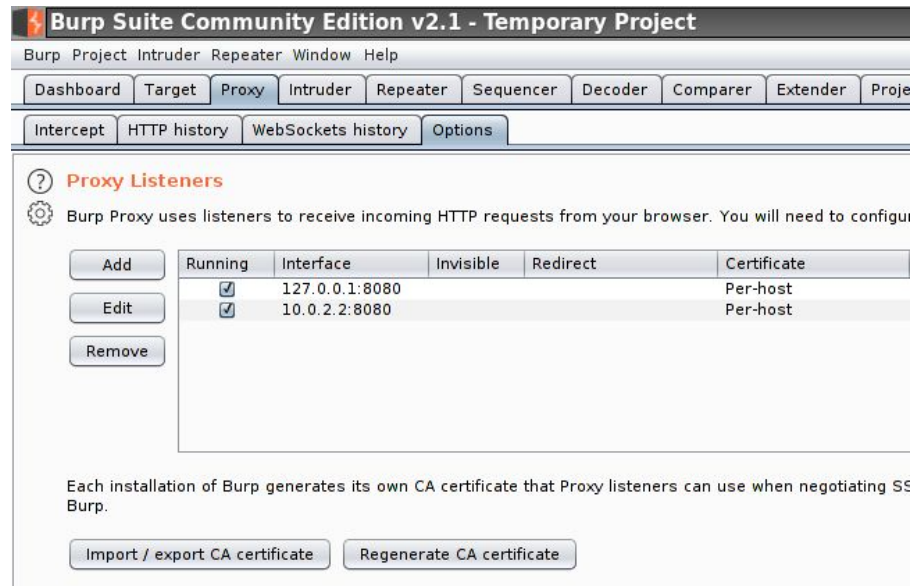 Burp Suite Community Edition v2.1 - Temporary Project
Burp Project Intruder Repeater Window Help
Dashboard Target Proxy Intruder Repeater Sequencer Decoder Comparer Extender Proje
Intercept HTTP history WebSockets history Options
? Proxy Listeners
Burp Proxy uses listeners to receive incoming HTTP requests from your browser. You will need to configur
Add Running Interface Invisible Redirect Certificate
127.0.0.1:8080 Per-host
Edit 10.0.2.2:8080 Per-host
Remove
Each installation of Burp generates its own CA certificate that Proxy listeners can use when negotiating SS
Burp.
Import / export CA certificate Regenerate CA certificate